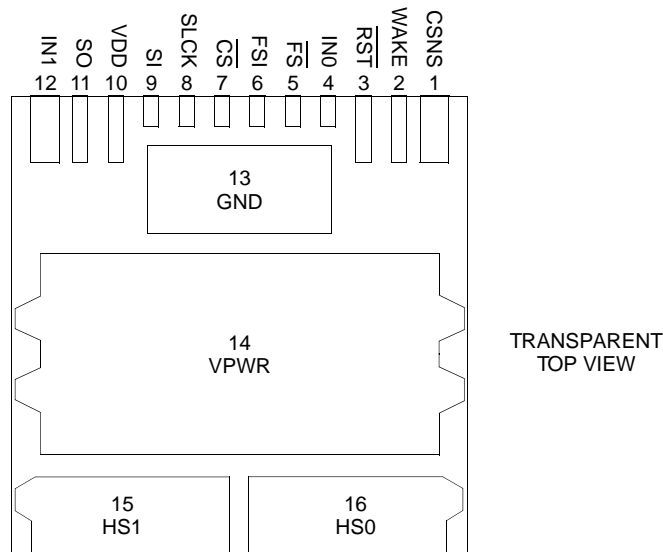 IN1
SO
VDD
SI
SLCK
CS
FSI
FS
IN0
RST
WAKE
CSNS
12 11 10 9 8 7 6 5 4 3 2 1
13
GND
14
VPWR
TRANSPARENT
TOP VIEW
15
HS1
16
HS0